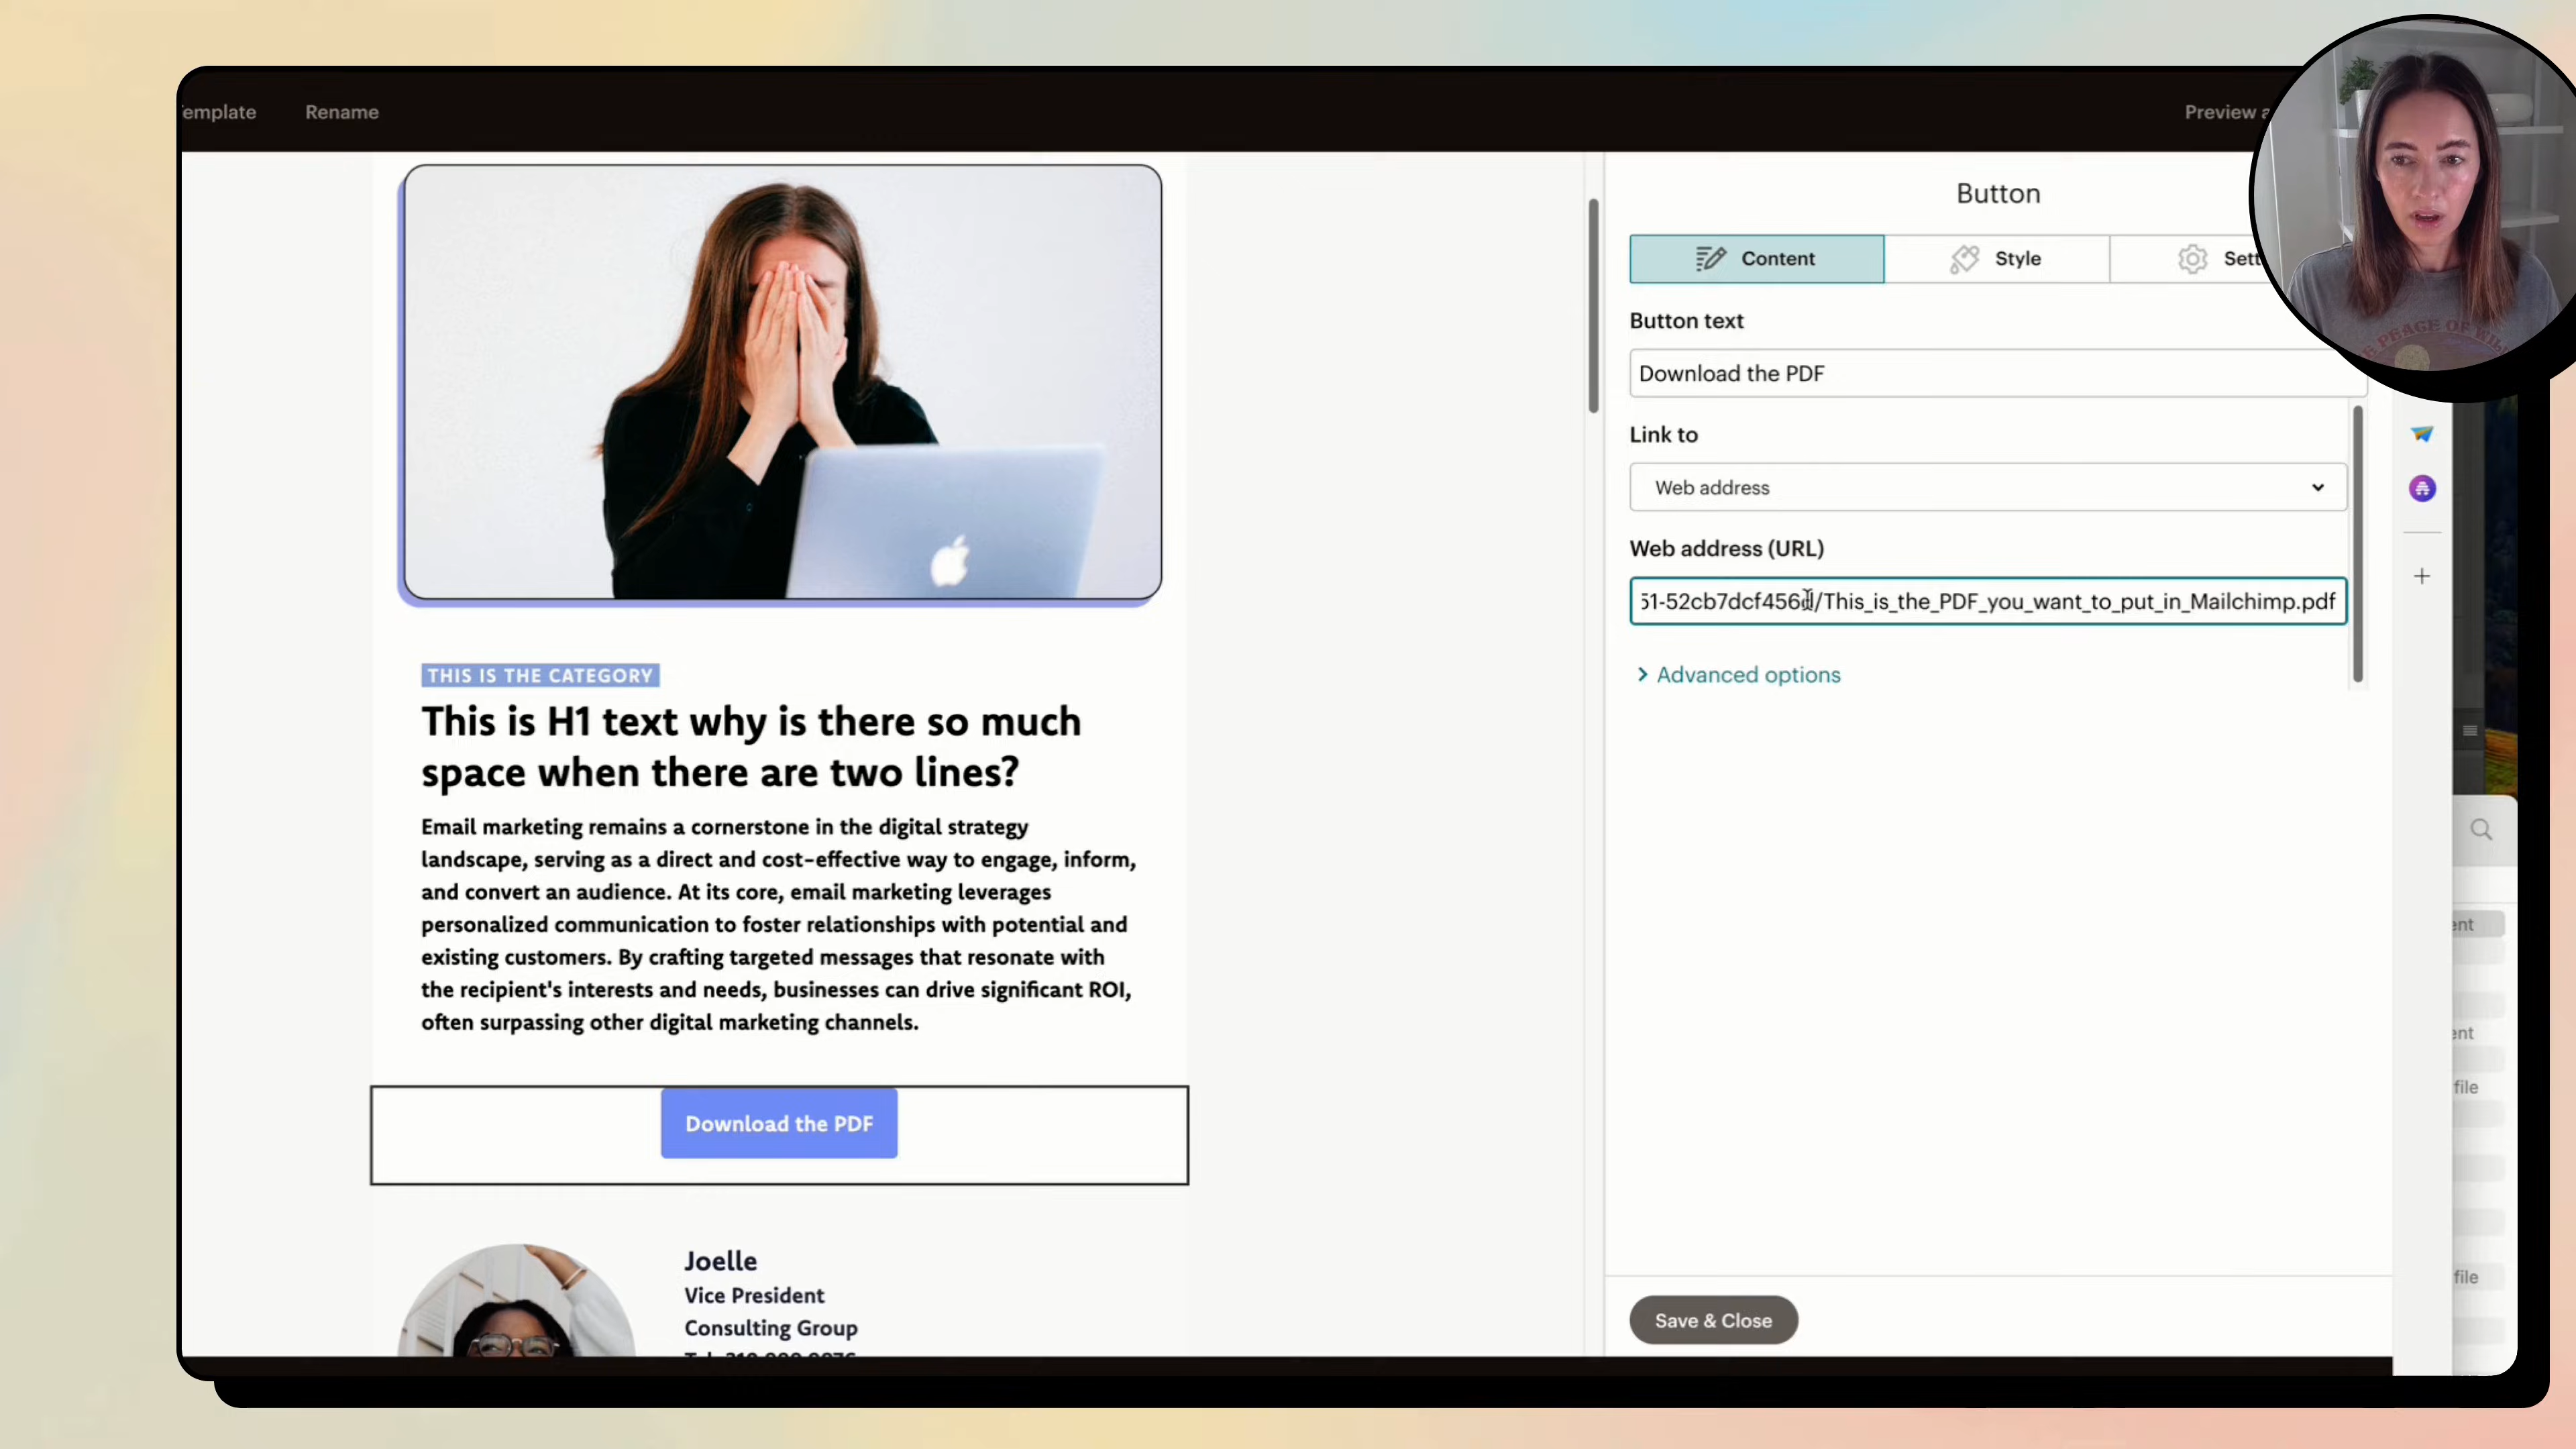 Rename
Preview
THIS IS THE CATEGORY
This is H1 text why is there so much
space when there are two lines?
Email marketing remains a cornerstone in the digital strategy
landscape, serving as a direct and cost-effective way to engage, inform,
and convert an audience. At its core, email marketing leverages
personalized communication to foster relationships with potential and
existing customers. By crafting targeted messages that resonate with
the recipient's interests and needs, businesses can drive significant ROI,
often surpassing other digital marketing channels.
Download the PDF
Joelle
Vice President
Consulting Group
Button
Content
Style
Button text
Download the PDF
Link to
Web address
Web address (URL)
51-52cb7dcf456d/This_is_the_PDF_you_want_to_put_in_Mailchimp.pdf
Advanced options
Save & Close
file
file